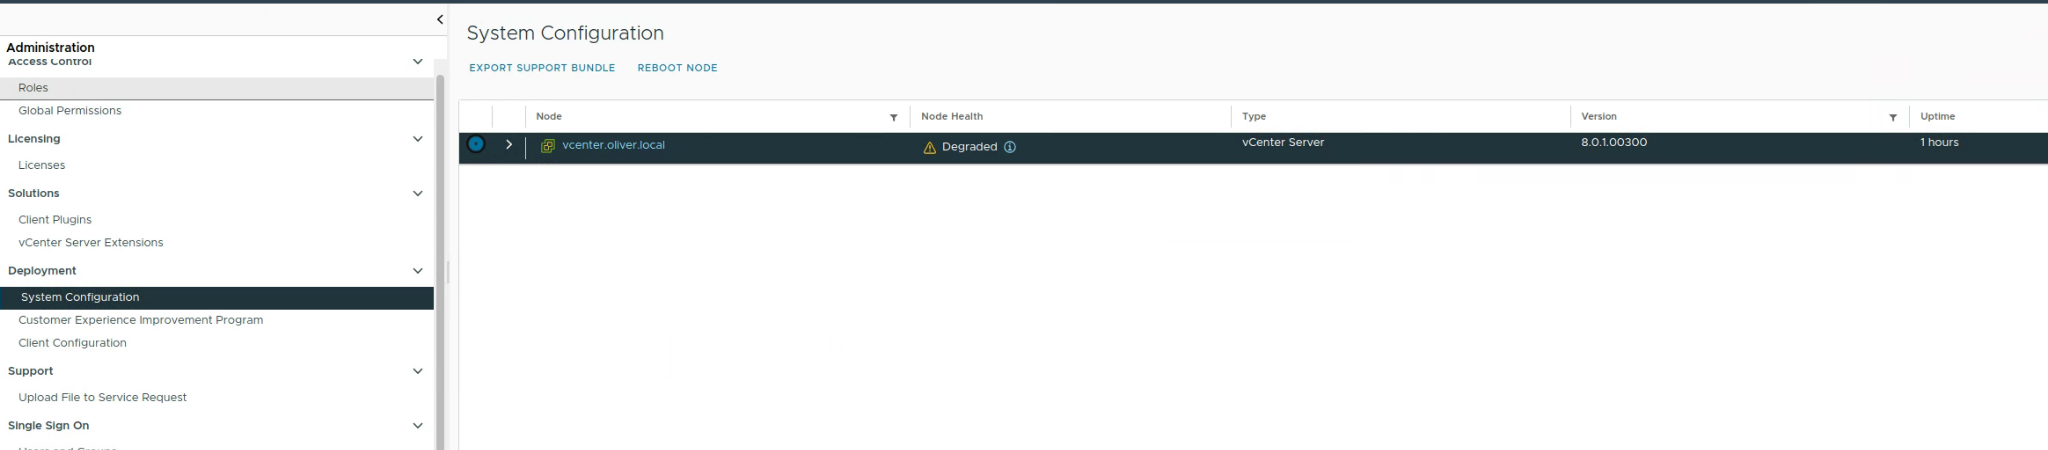 Administration
Access Control
Roles
Global Permissions
Licensing
Licenses
Solutions
Client Plugins
vCenter Server Extensions
Deployment
System Configuration
Customer Experience Improvement Program
Client Configuration
Support
Upload File to Service Request
Single Sign On
System Configuration
EXPORT SUPPORT BUNDLE REBOOT NODE
Node Node Health Type Version Uptime
vcenter.oliver.local Degraded vCenter Server 8.0.1.00300 1 hours